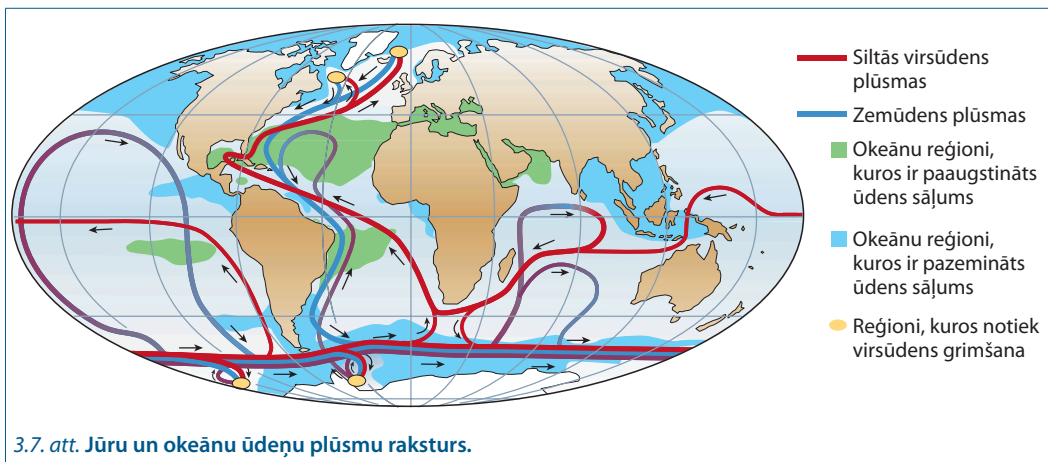 Siltās virsūdens
plūsmas
Zemūdens plūsmas
Okeānu reģioni,
kuros ir paaugstināts
ūdens sāļums
Okeānu reģioni,
kuros ir pazemināts
ūdens sāļums
Reģioni, kuros notiek
virsūdens grimšana
3.7. att. Jūru un okeānu ūdeņu plūsmu raksturs.